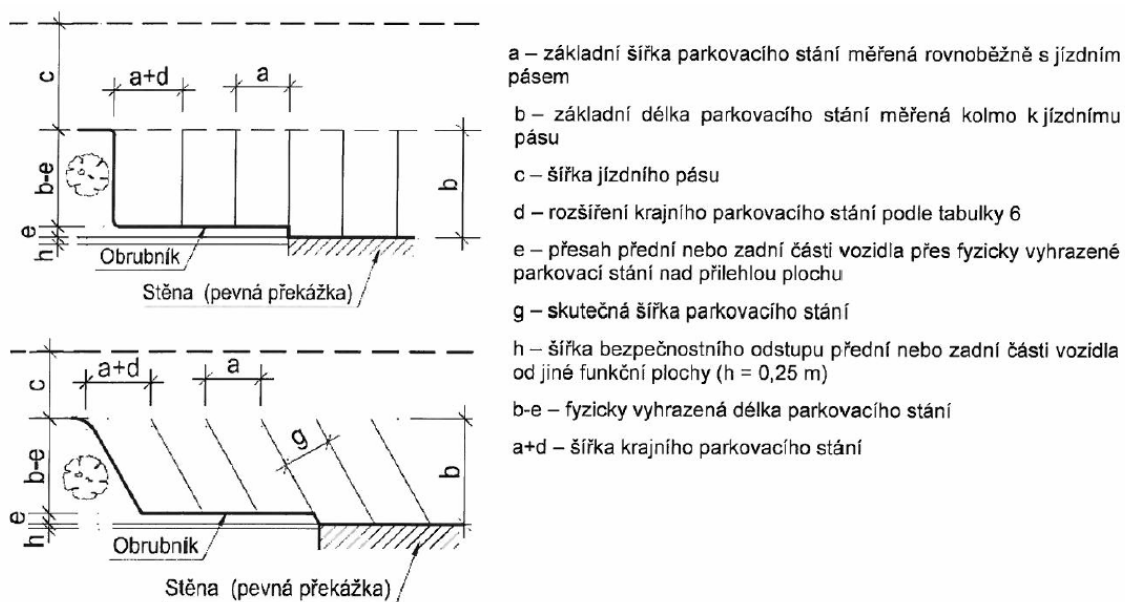 c
a+d
a
b-e
b
e
h
Obrubník
Stěna (pevná překážka)
c
a+d
a
g
b-e
b
e
h
Obrubník
Stěna (pevná překážka)
a – základní šířka parkovacího stání měřená rovnoběžně s jízdním
pásem
b – základní délka parkovacího stání měřená kolmo k jízdnímu
pásu
c – šířka jízdního pásu
d – rozšíření krajního parkovacího stání podle tabulky 6
e – přesah přední nebo zadní části vozidla přes fyzicky vyhrazené
parkovací stání nad přilehlou plochu
g – skutečná šířka parkovacího stání
h – šířka bezpečnostního odstupu přední nebo zadní části vozidla
od jiné funkční plochy (h = 0,25 m)
b-e – fyzicky vyhrazená délka parkovacího stání
a+d – šířka krajního parkovacího stání